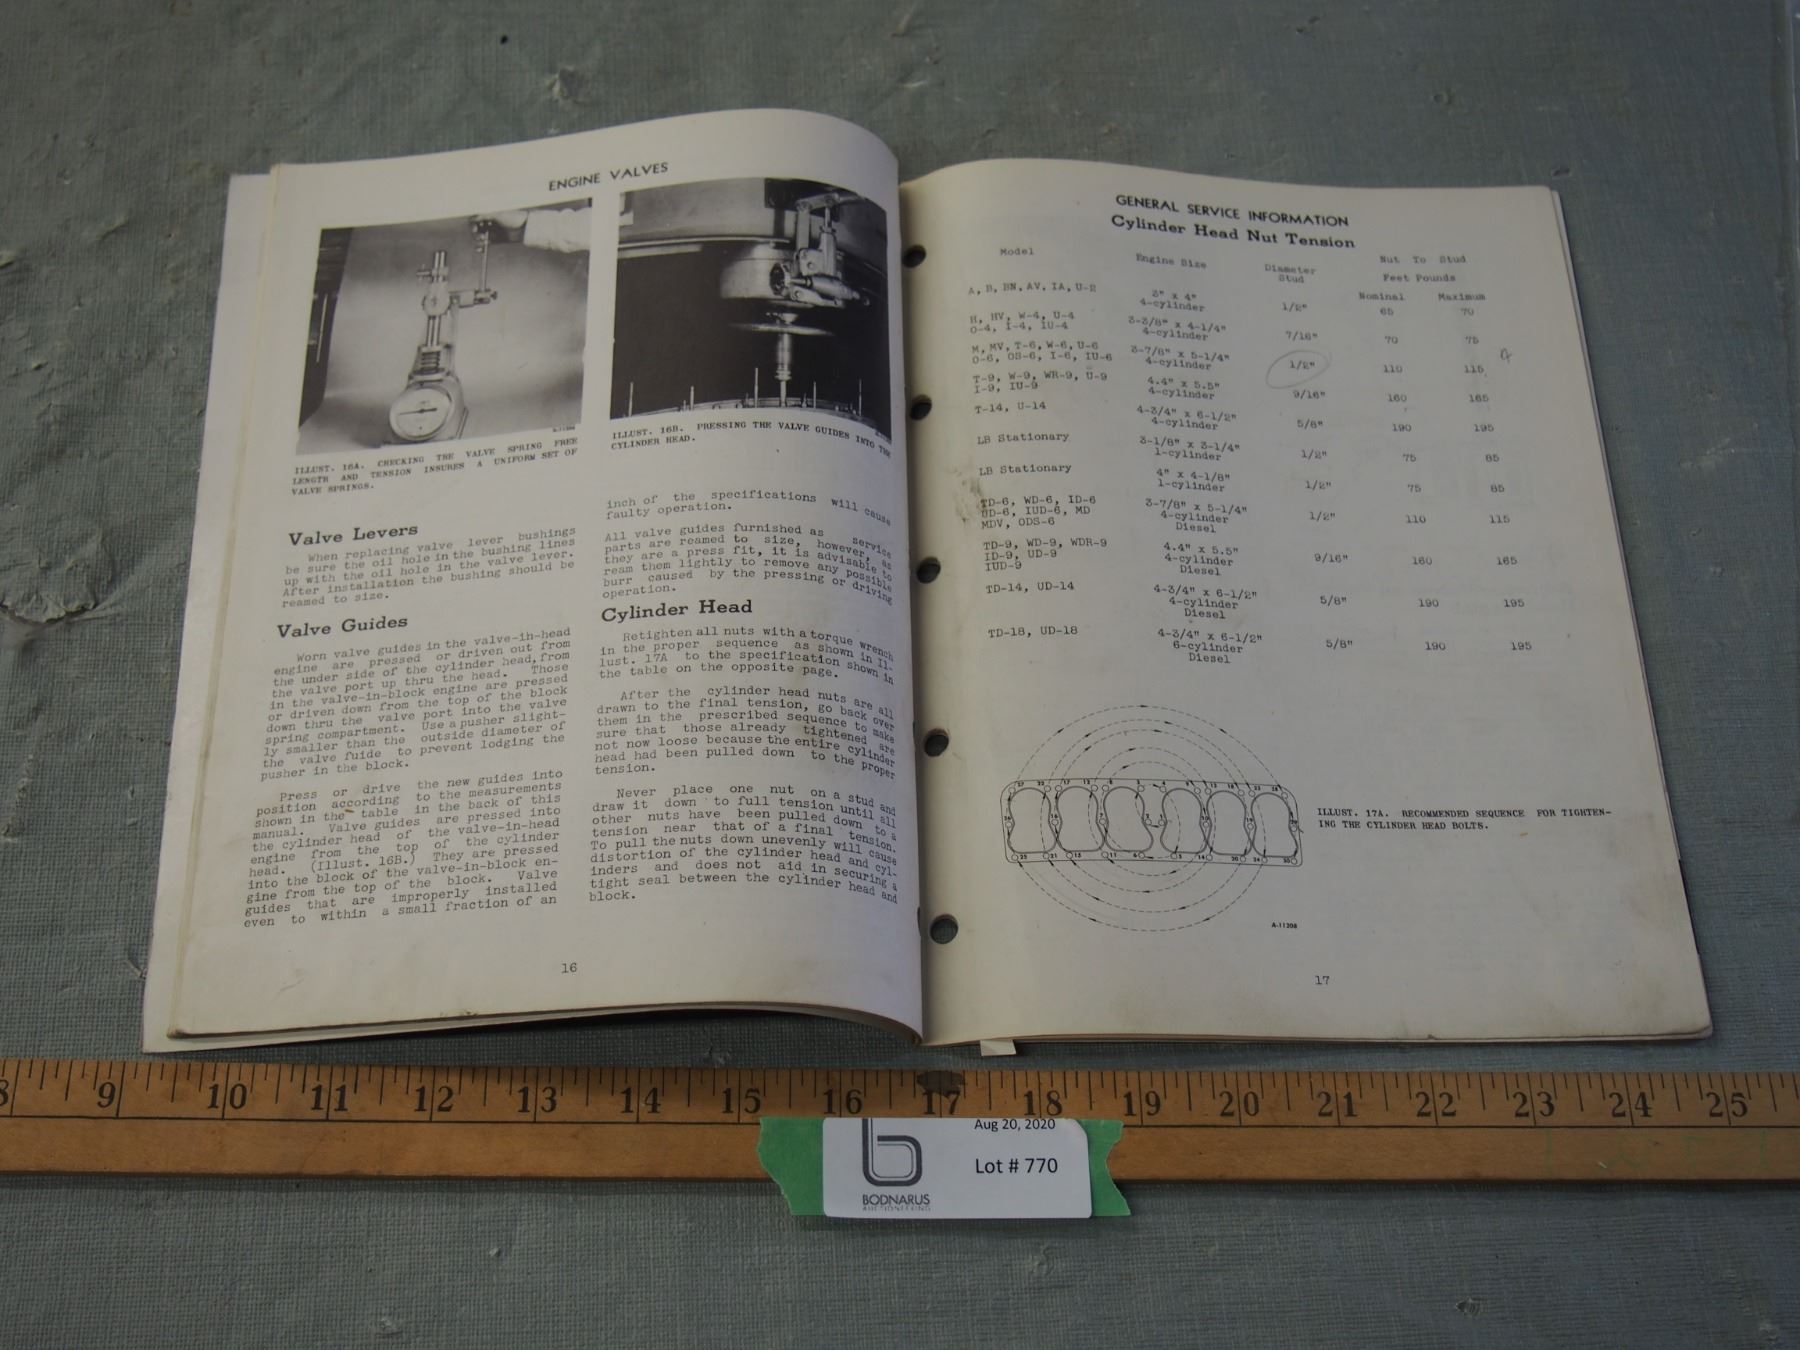 ENGINE VALVES
ILLUST. 16A. CHECKING THE VALVE SPRING FREE
LENGTH AND TENSION INSURES A UNIFORM SET OF
VALVE SPRINGS.
ILLUST. 16B. PRESSING THE VALVE GUIDES INTO THE
CYLINDER HEAD.
Valve Levers
When replacing valve lever bushings
be sure the oil hole in the bushing lines
up with the oil hole in the valve lever.
After installation the bushing should be
reamed to size.
Valve Guides
Worn valve guides in the valve-in-head
engine are pressed or driven out from
the under side of the cylinder head, from
the valve port up thru the head. Those
in the valve-in-block engine are pressed
or driven down from the top of the block
down thru the valve port into the valve
spring compartment. Use a pusher slight-
ly smaller than the outside diameter of
the valve fuide to prevent lodging the
pusher in the block.
Press or drive the new guides into
position according to the measurements
shown in the table in the back of this
manual. Valve guides are pressed into
the cylinder head of the valve-in-head
engine from the top of the cylinder
head. (Illust. 16B.) They are pressed
into the block of the valve-in-block en-
gine from the top of the block. Valve
guides that are improperly installed
even to within a small fraction of an
inch of the specifications will cause
faulty operation.
All valve guides furnished as service
parts are reamed to size, however, as
they are a press fit, it is advisable to
ream them lightly to remove any possible
burr caused by the pressing or driving
operation.
Cylinder Head
Retighten all nuts with a torque wrench
in the proper sequence as shown in Il-
lust. 17A to the specification shown in
the table on the opposite page.
After the cylinder head nuts are all
drawn to the final tension, go back over
them in the prescribed sequence to make
sure that those already tightened are
not now loose because the entire cylinder
head had been pulled down to the proper
tension.
Never place one nut on a stud and
draw it down to full tension until all
other nuts have been pulled down to a
tension near that of a final tension.
To pull the nuts down unevenly will cause
distortion of the cylinder head and cyl-
inders and does not aid in securing a
tight seal between the cylinder head and
block.
16
GENERAL SERVICE INFORMATION
Cylinder Head Nut Tension
Model Engine Size Diameter Stud Nut To Stud
Feet Pounds
Nominal Maximum
A, B, BN, AV, IA, U-2 3" x 4" 1/2" 65 70
4-cylinder
H, HV, W-4, U-4 3-3/8" x 4-1/4" 7/16" 70 75
O-4, I-4, IU-4 4-cylinder
M, MV, T-6, W-6, U-6 3-7/8" x 5-1/4" 1/2" 110 115
O-6, OS-6, I-6, IU-6 4-cylinder
T-9, W-9, WR-9, U-9 4.4" x 5.5" 9/16" 160 165
I-9, IU-9 4-cylinder
T-14, U-14 4-3/4" x 6-1/2" 5/8" 190 195
4-cylinder
LB Stationary 3-1/8" x 3-1/4" 1/2" 75 85
1-cylinder
LB Stationary 4" x 4-1/8" 1/2" 75 85
1-cylinder
TD-6, WD-6, ID-6 3-7/8" x 5-1/4" 1/2" 110 115
UD-6, IUD-6, MD 4-cylinder
MDV, ODS-6 Diesel
TD-9, WD-9, WDR-9 4.4" x 5.5" 9/16" 160 165
ID-9, UD-9 4-cylinder
IUD-9 Diesel
TD-14, UD-14 4-3/4" x 6-1/2" 5/8" 190 195
4-cylinder
Diesel
TD-18, UD-18 4-3/4" x 6-1/2" 5/8" 190 195
6-cylinder
Diesel
ILLUST. 17A. RECOMMENDED SEQUENCE FOR TIGHTEN-
ING THE CYLINDER HEAD BOLTS.
A-11208
17
8 9 10 11 12 13 14 15 16 17 18 19 20 21 22 23 24 25
Aug 20, 2020
Lot # 770
BODNARUS
AUCTIONEERING